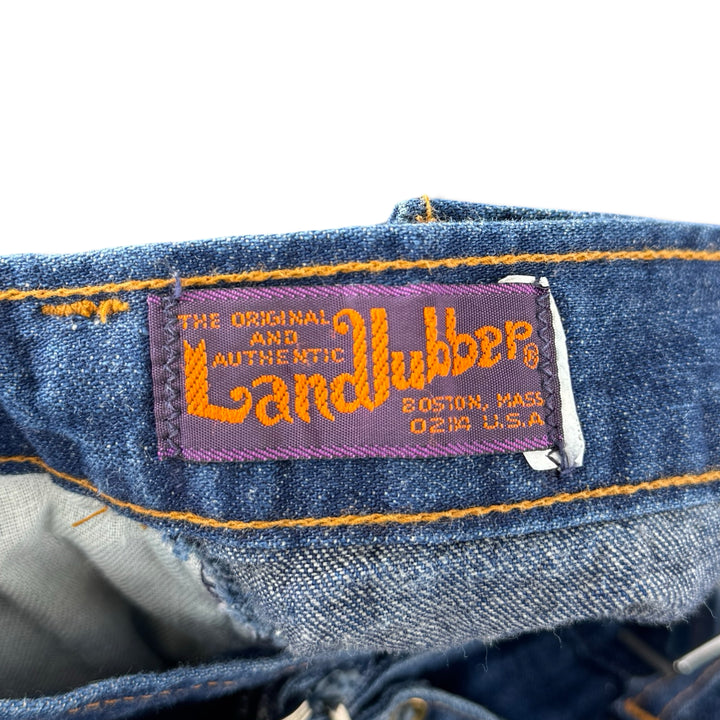 THE ORIGINAL
AND
AUTHENTIC
Landlubber®
BOSTON, MASS
02114 U.S.A